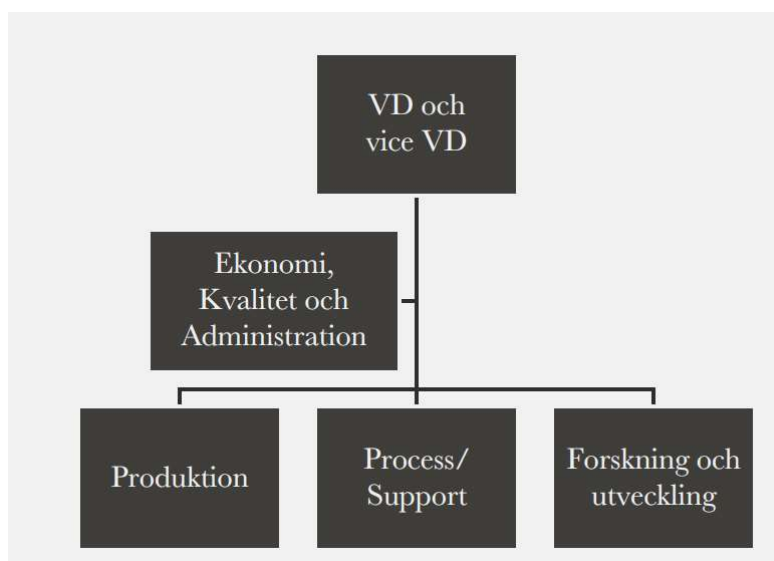 VD och
vice VD
Ekonomi,
Kvalitet och
Administration
Produktion
Process/
Support
Forskning och
utveckling